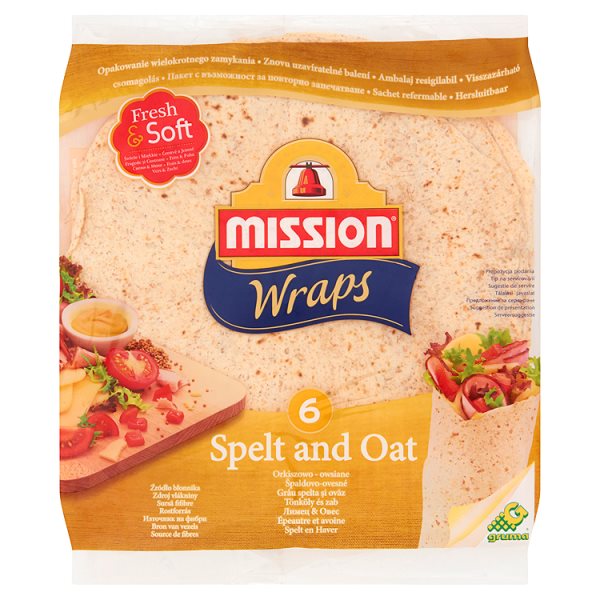 Opakowanie wielokrotnego zamykania • Znovu uzavíratelné balení • Ambalaj resigilabil • Visszazárható
csomagolás • Пакет с възможност за повторно запечатване • Sachet refermable • Hersluitbaar
Fresh
& Soft
MISSION®
Wraps
Propozycja podania
Tip na servírování
Sugestie de servire
Tálalási javaslat
Предложение за сервиране
Suggestion de présentation
Serveersuggestie
6
Spelt and Oat
Orkiszowo - owsiane
Špaldovo-ovesné
Grâu spelta și ovăz
Tönköly és zab
Лимец & Овес
Epeautre et avoine
Spelt en Haver
Źródło błonnika
Zdroj vlákniny
Sursă fibre
Rostforrás
Източник на фибри
Bron van vezels
Source de fibres
gruma